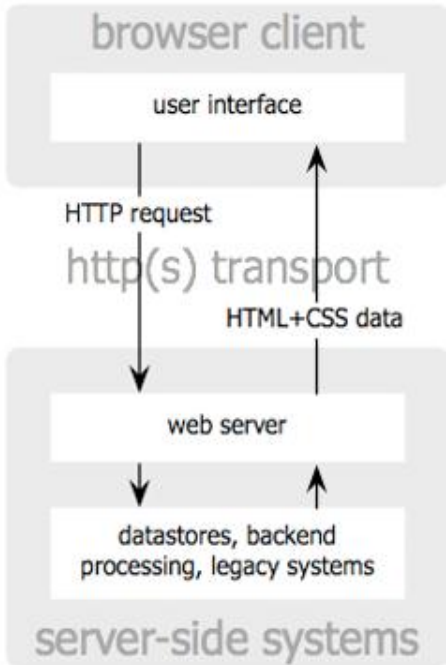 browser client
user interface
HTTP request
http(s) transport
HTML+CSS data
web server
datastores, backend
processing, legacy systems
server-side systems